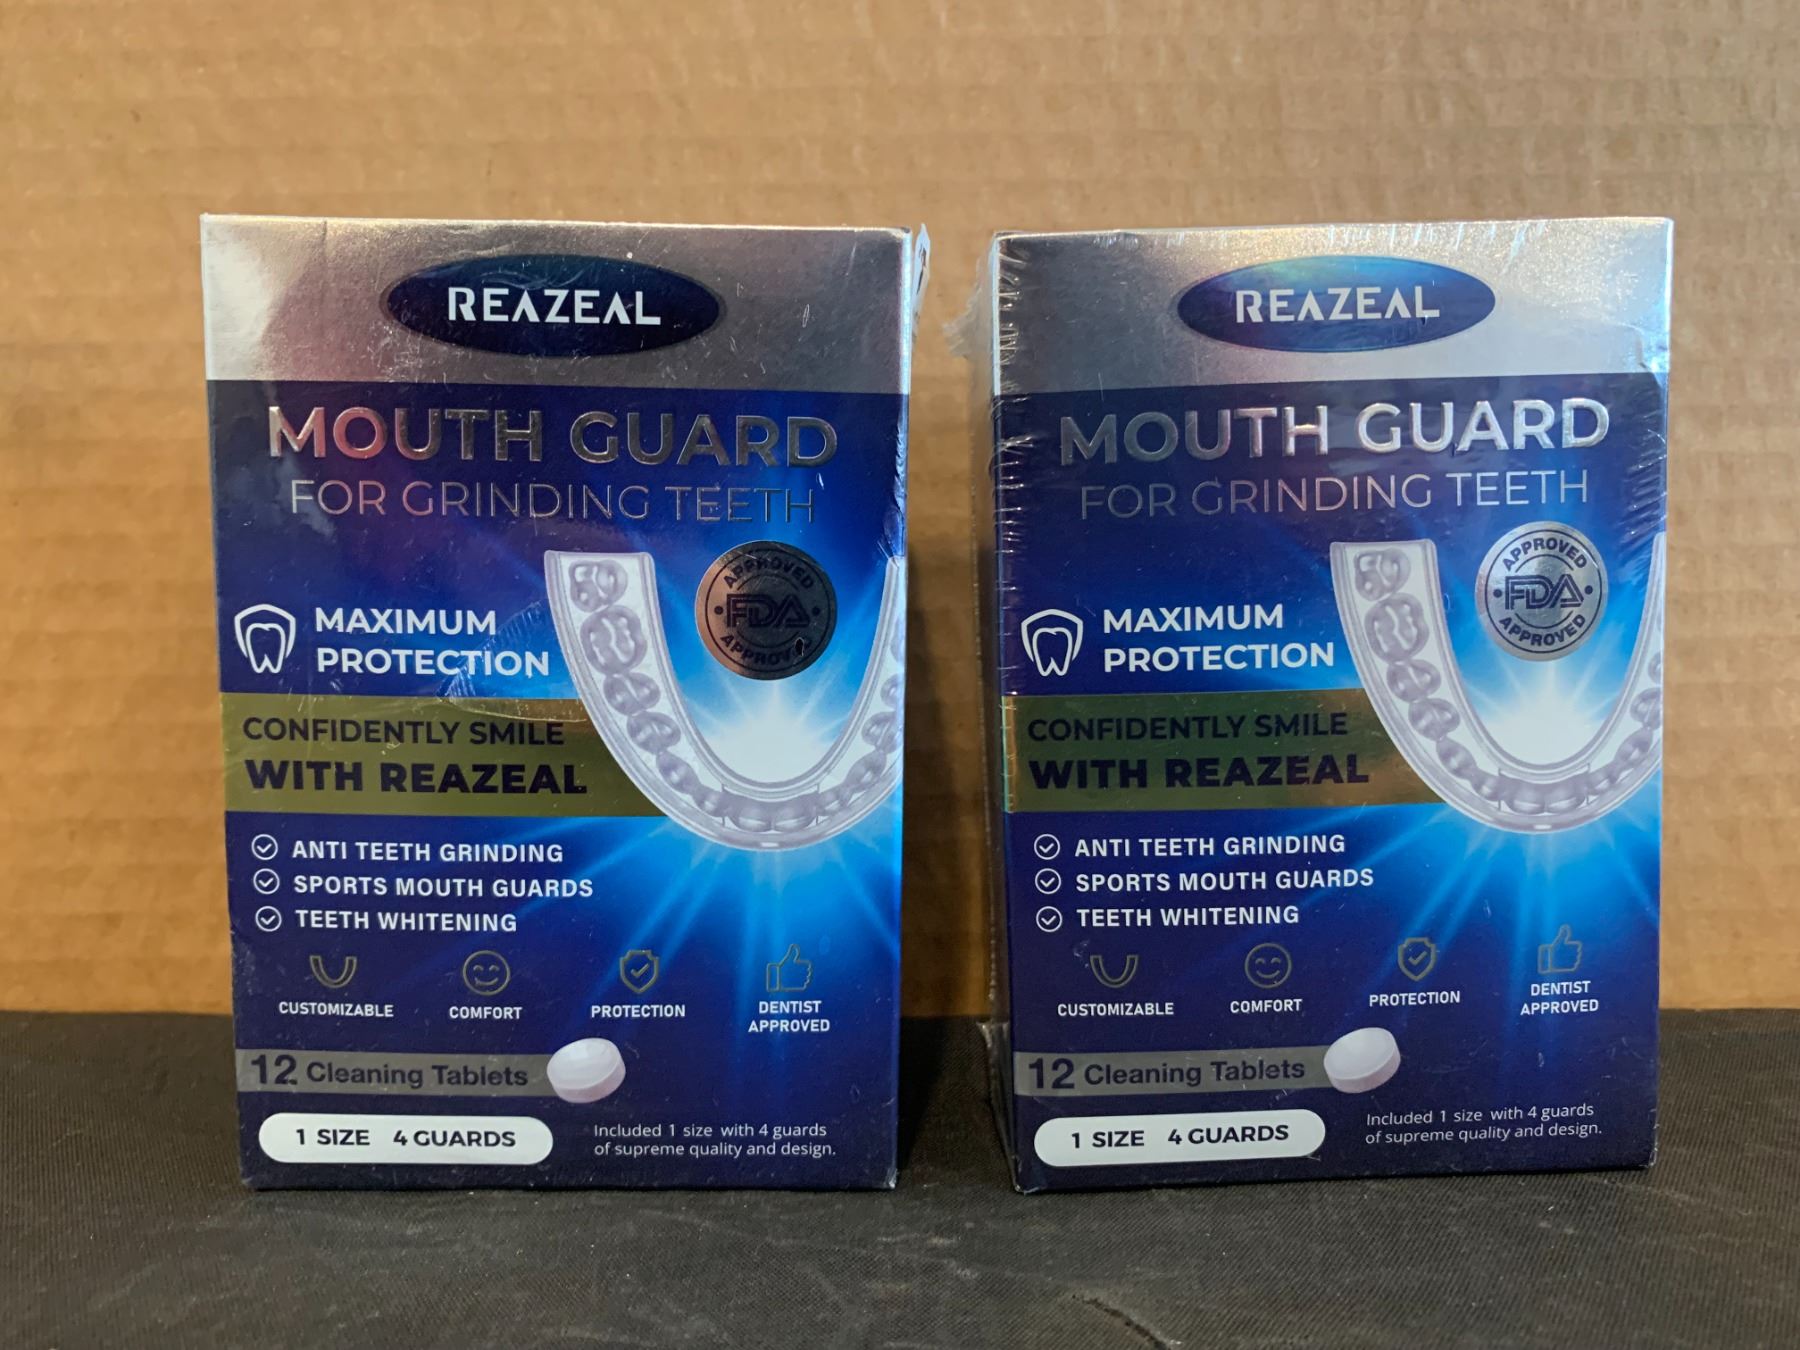 REAZEAL
MOUTH GUARD
FOR GRINDING TEETH
APPROVED
FDA
APPROVED
MAXIMUM
PROTECTION
CONFIDENTLY SMILE
WITH REAZEAL
ANTI TEETH GRINDING
SPORTS MOUTH GUARDS
TEETH WHITENING
CUSTOMIZABLE
COMFORT
PROTECTION
DENTIST
APPROVED
12 Cleaning Tablets
1 SIZE 4 GUARDS
Included 1 size with 4 guards
of supreme quality and design.
REAZEAL
MOUTH GUARD
FOR GRINDING TEETH
APPROVED
FDA
APPROVED
MAXIMUM
PROTECTION
CONFIDENTLY SMILE
WITH REAZEAL
ANTI TEETH GRINDING
SPORTS MOUTH GUARDS
TEETH WHITENING
CUSTOMIZABLE
COMFORT
PROTECTION
DENTIST
APPROVED
12 Cleaning Tablets
1 SIZE 4 GUARDS
Included 1 size with 4 guards
of supreme quality and design.